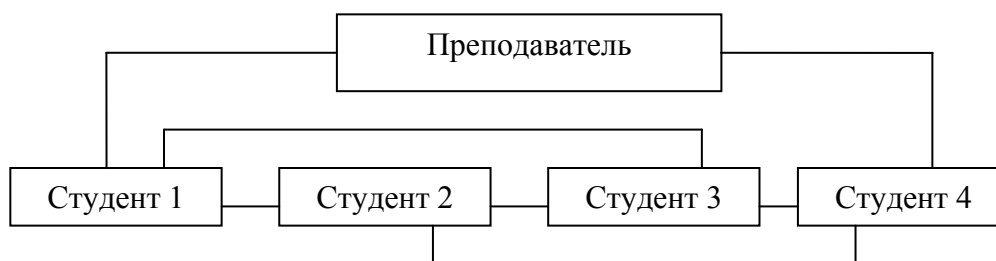 Преподаватель
Студент 1
Студент 2
Студент 3
Студент 4